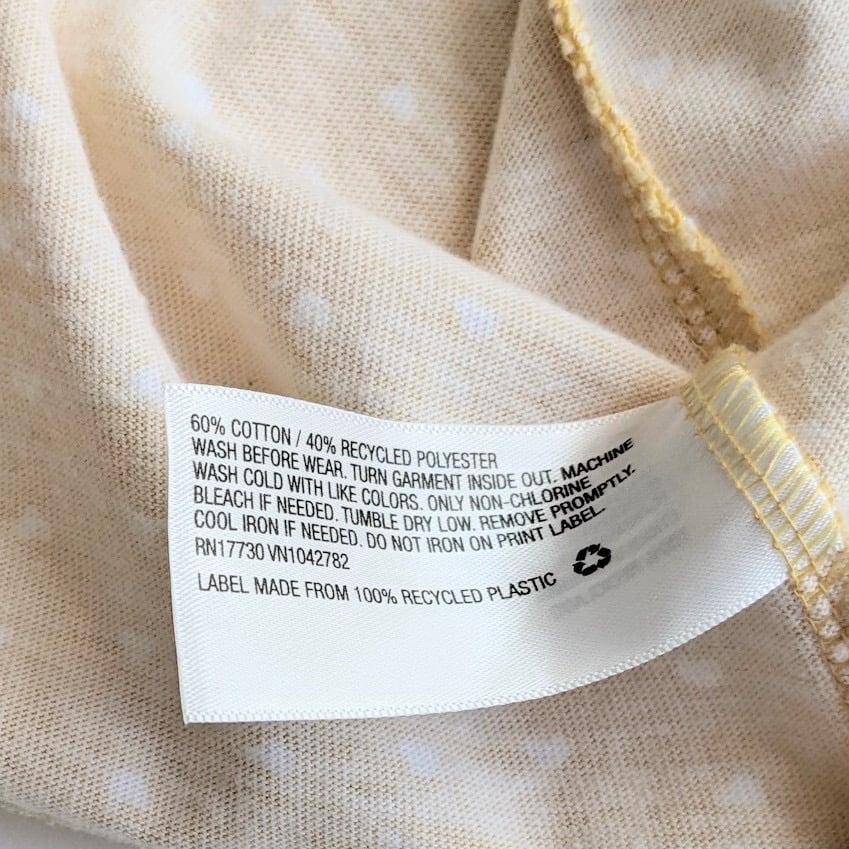 60% COTTON / 40% RECYCLED POLYESTER
WASH BEFORE WEAR. TURN GARMENT INSIDE OUT. MACHINE
WASH COLD WITH LIKE COLORS. ONLY NON-CHLORINE
BLEACH IF NEEDED. TUMBLE DRY LOW. REMOVE PROMPTLY.
COOL IRON IF NEEDED. DO NOT IRON ON PRINT LABEL.
RN17730 VN1042782
LABEL MADE FROM 100% RECYCLED PLASTIC